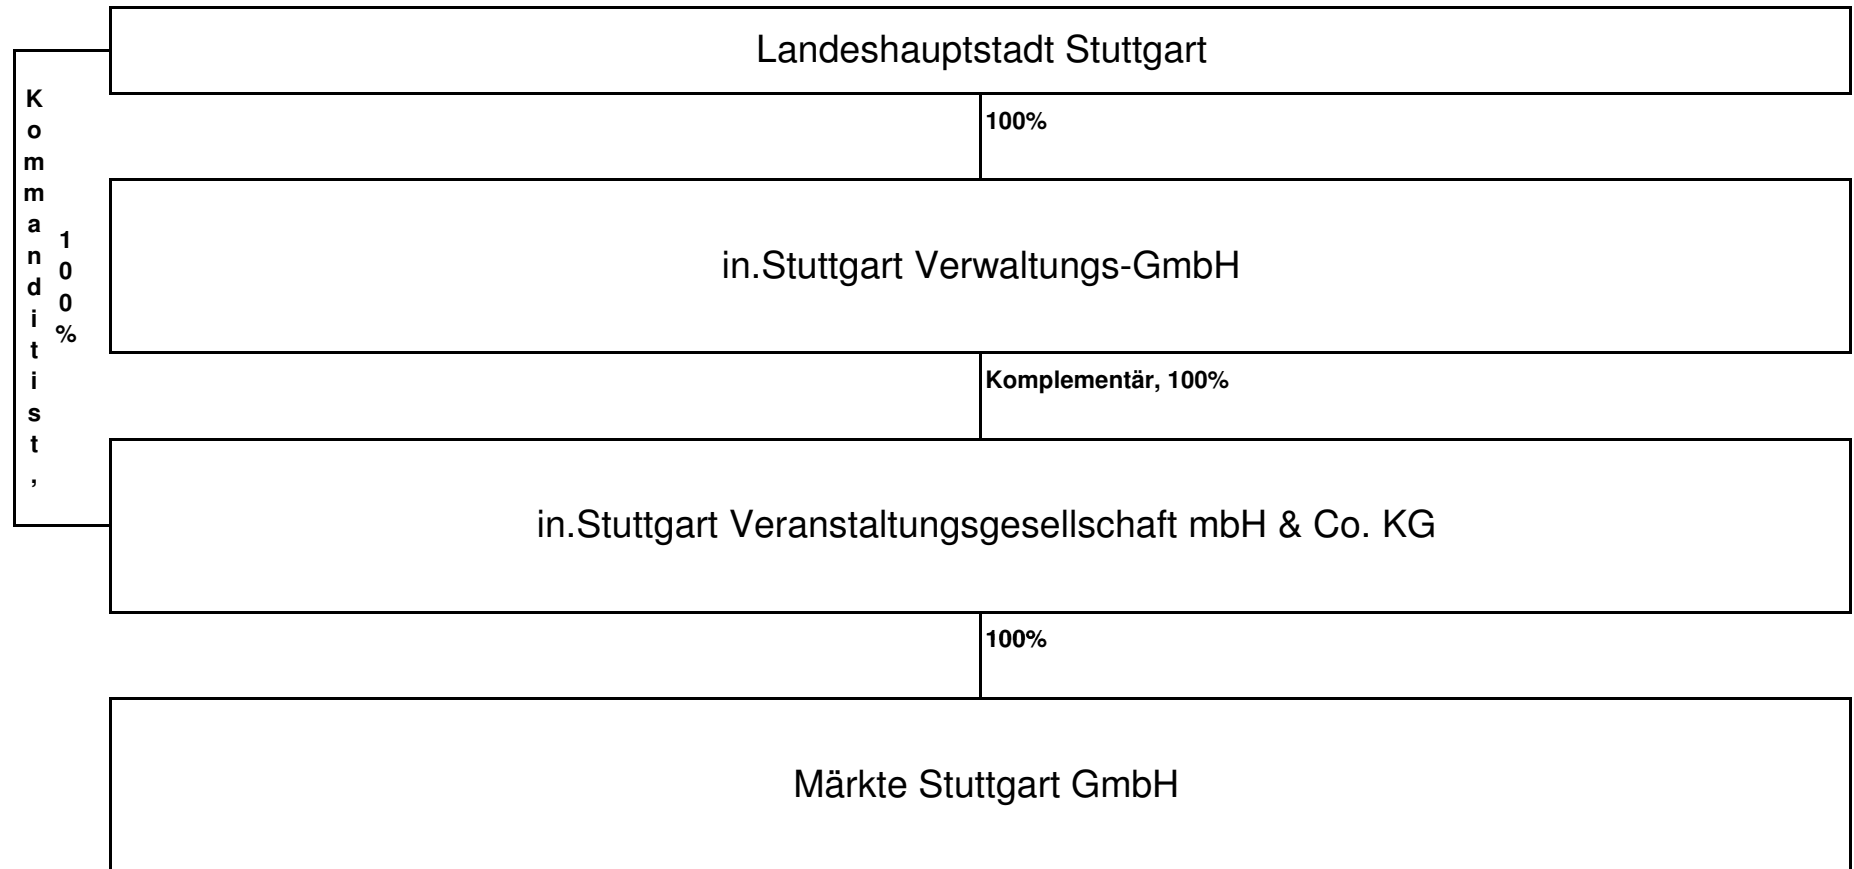 Landeshauptstadt Stuttgart
Kommanditist,
100%
100%
in.Stuttgart Verwaltungs-GmbH
Komplementär, 100%
in.Stuttgart Veranstaltungsgesellschaft mbH & Co. KG
100%
Märkte Stuttgart GmbH